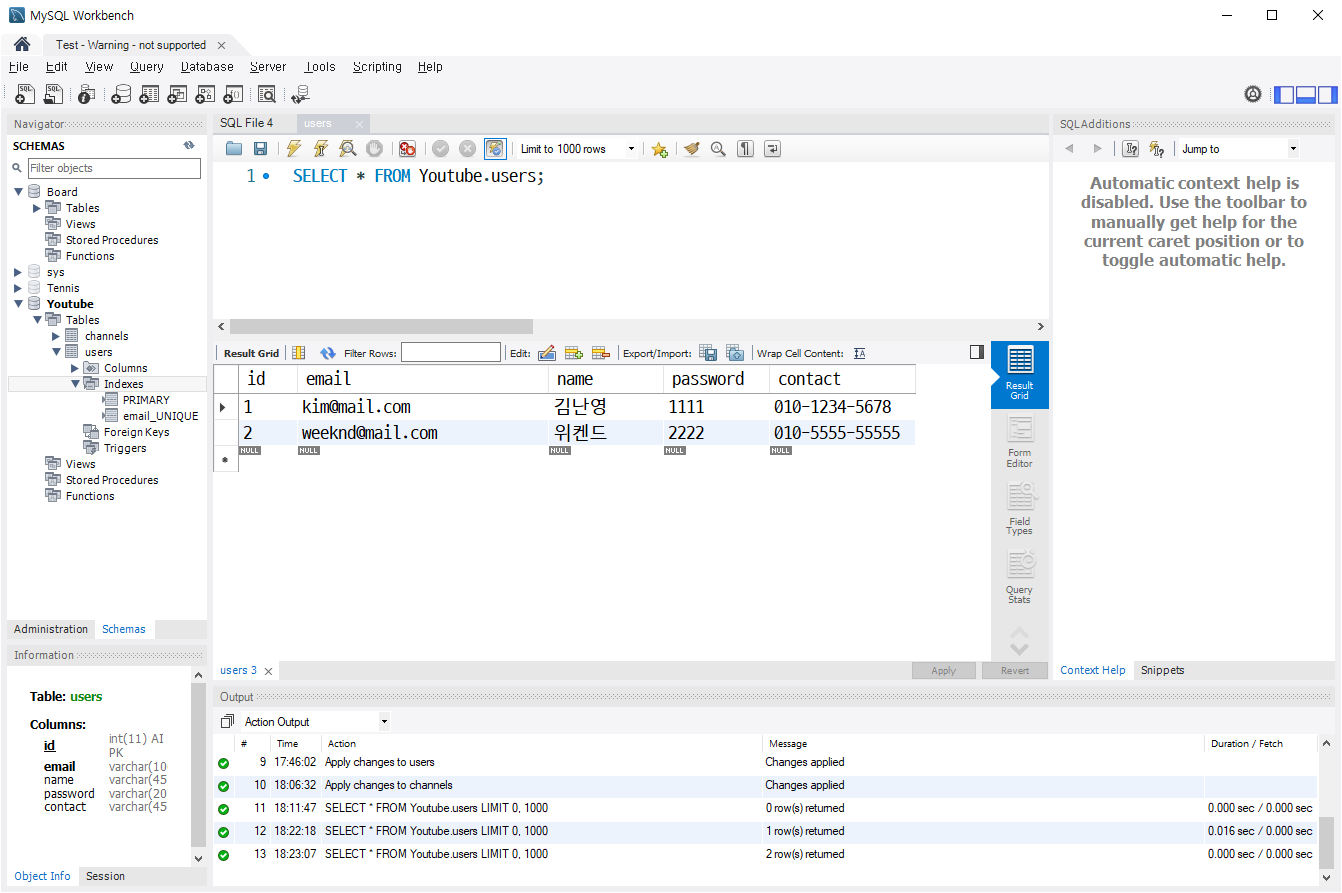 MySQL Workbench
Test - Warning - not supported
File Edit View Query Database Server Tools Scripting Help
Navigator
SCHEMAS
Filter objects
Board
Tables
Views
Stored Procedures
Functions
sys
Tennis
Youtube
Tables
channels
users
Columns
Indexes
PRIMARY
email_UNIQUE
Foreign Keys
Triggers
Views
Stored Procedures
Functions
Administration Schemas
Information
Table: users
Columns:
id int(11) AI
PK
email varchar(10
name varchar(45
password varchar(20
contact varchar(45
Object Info Session
SQL File 4 users
Limit to 1000 rows
1 SELECT * FROM Youtube.users;
Result Grid Filter Rows: Edit: Export/Import: Wrap Cell Content:
id email name password contact
1 kim@mail.com 김난영 1111 010-1234-5678
2 weeknd@mail.com 위켄드 2222 010-5555-55555
NULL NULL NULL NULL NULL
Result
Grid
Form
Editor
Field
Types
Query
Stats
users 3 Apply Revert
SQLAdditions
Jump to
Automatic context help is
disabled. Use the toolbar to
manually get help for the
current caret position or to
toggle automatic help.
Context Help Snippets
Output
Action Output
# Time Action Message Duration / Fetch
9 17:46:02 Apply changes to users Changes applied
10 18:06:32 Apply changes to channels Changes applied
11 18:11:47 SELECT * FROM Youtube.users LIMIT 0, 1000 0 row(s) returned 0.000 sec / 0.000 sec
12 18:22:18 SELECT * FROM Youtube.users LIMIT 0, 1000 1 row(s) returned 0.016 sec / 0.000 sec
13 18:23:07 SELECT * FROM Youtube.users LIMIT 0, 1000 2 row(s) returned 0.000 sec / 0.000 sec